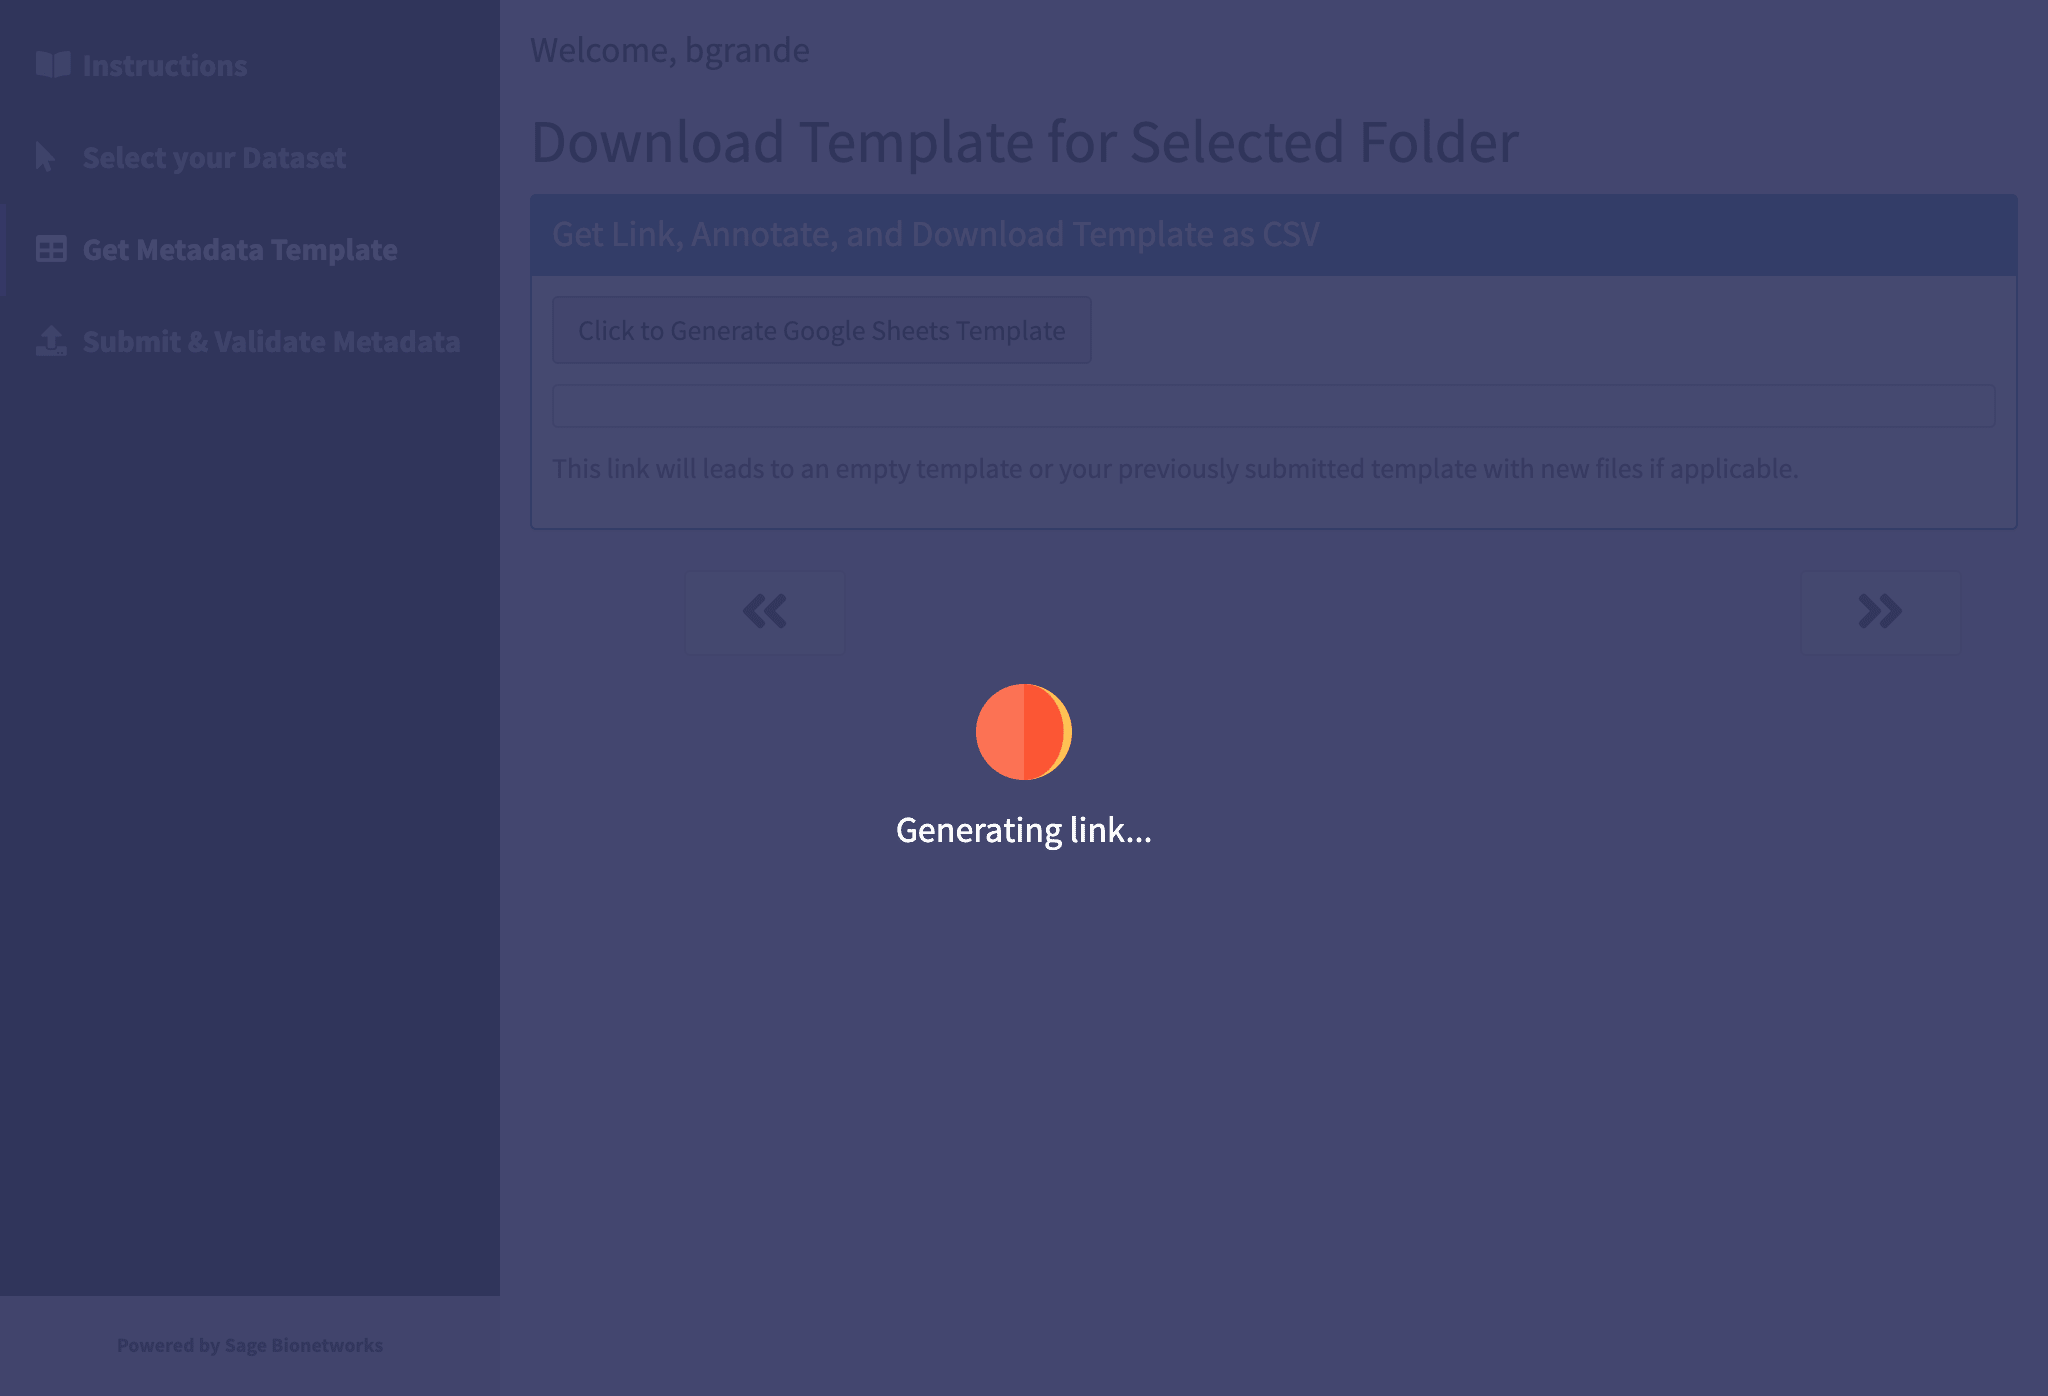 Instructions
Select your Dataset
Get Metadata Template
Submit & Validate Metadata
Welcome, bgrande
Download Template for Selected Folder
Get Link, Annotate, and Download Template as CSV
Click to Generate Google Sheets Template
This link will leads to an empty template or your previously submitted template with new files if applicable.
Generating link...
Powered by Sage Bionetworks